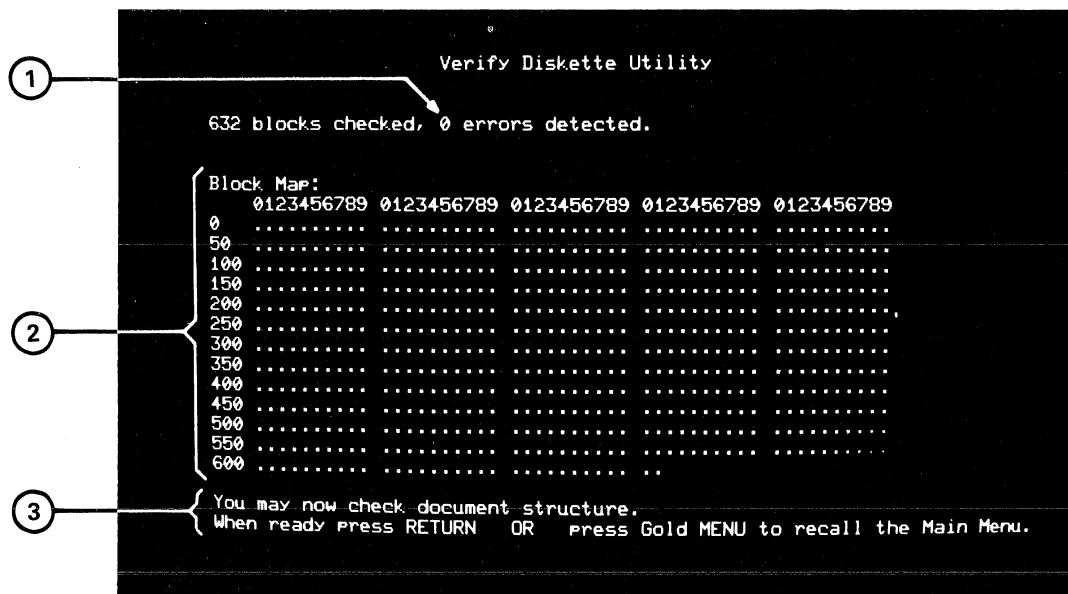 Verify Diskette Utility
1
632 blocks checked, 0 errors detected.
Block Map:
0123456789 0123456789 0123456789 0123456789 0123456789
0 .......... .......... .......... .......... ..........
50 .......... .......... .......... .......... ..........
100 .......... .......... .......... .......... ..........
150 .......... .......... .......... .......... ..........
200 .......... .......... .......... .......... ..........
2
250 .......... .......... .......... .......... ..........
300 .......... .......... .......... .......... ..........
350 .......... .......... .......... .......... ..........
400 .......... .......... .......... .......... ..........
450 .......... .......... .......... .......... ..........
500 .......... .......... .......... .......... ..........
550 .......... .......... .......... .......... ..........
600 .......... .......... .......... ..
3
You may now check document structure.
When ready press RETURN OR press Gold MENU to recall the Main Menu.